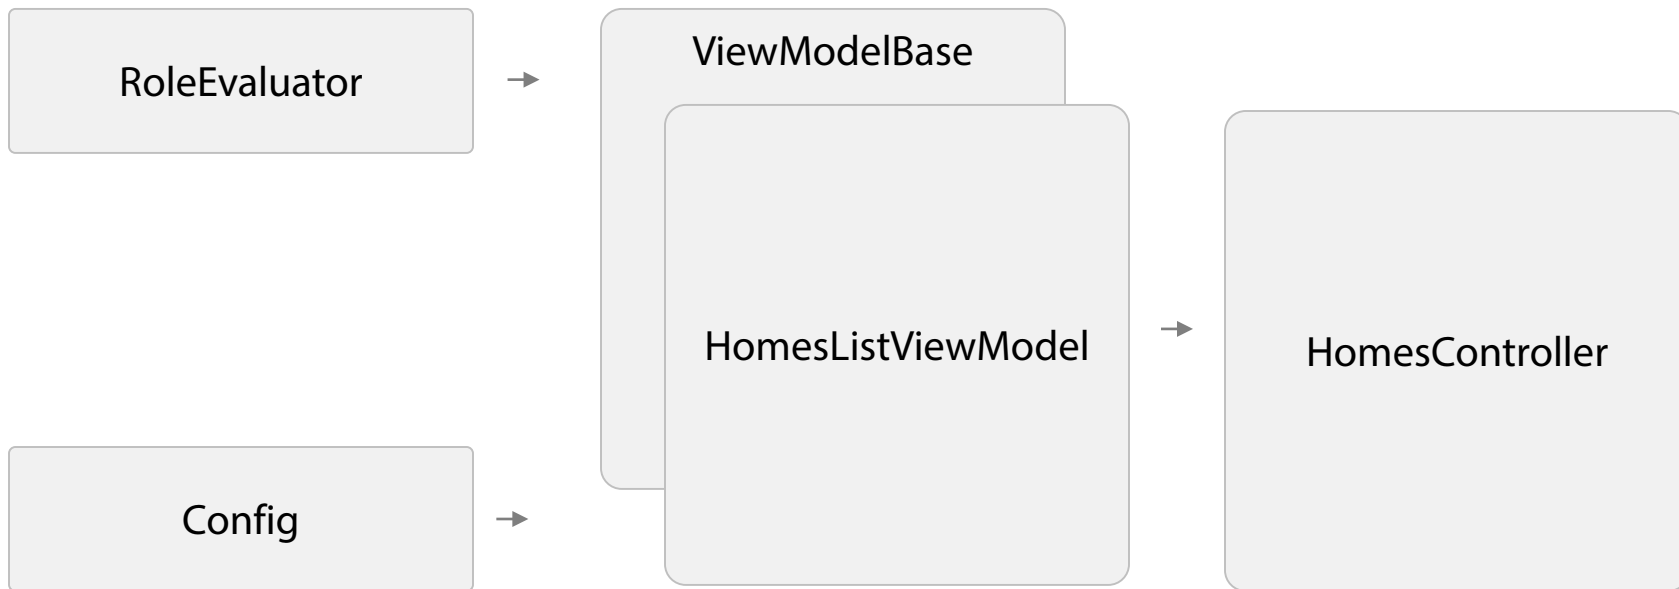 RoleEvaluator
ViewModelBase
HomesListViewModel
HomesController
Config